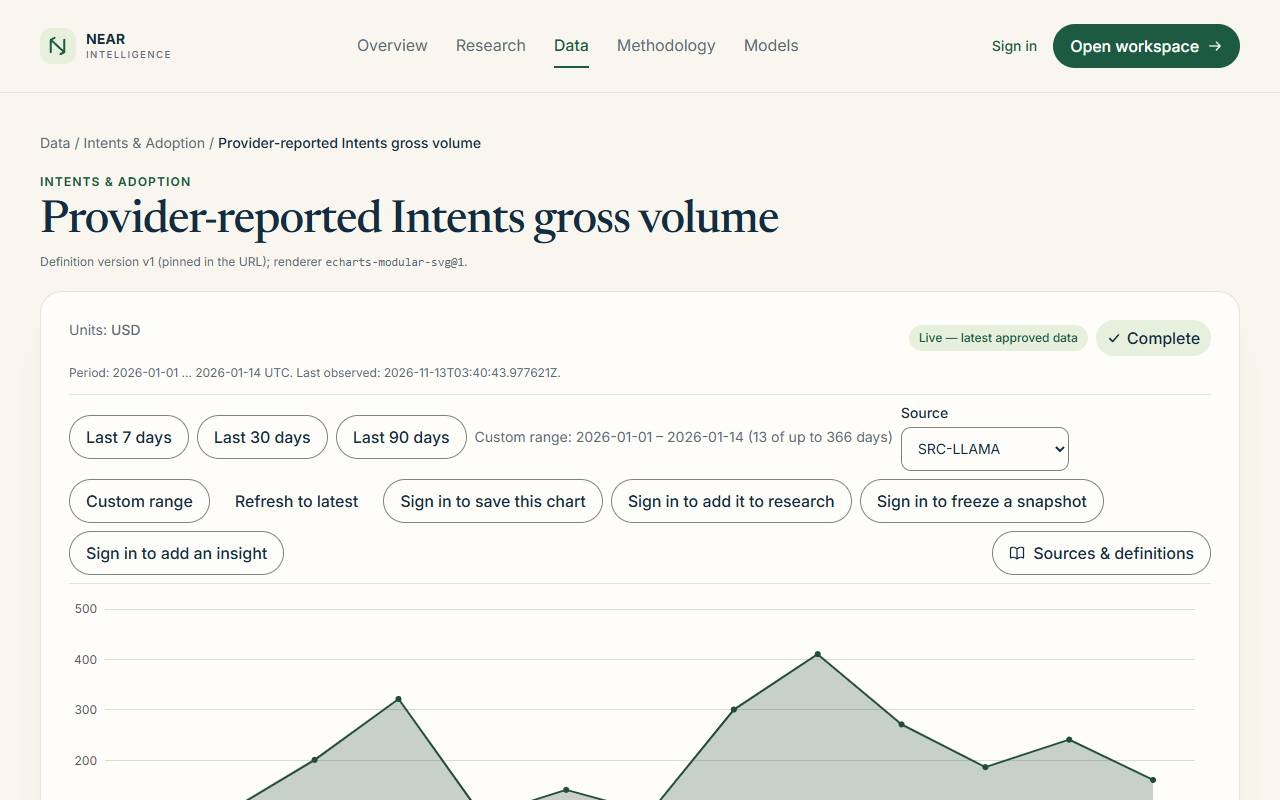 NEAR
INTELLIGENCE
Overview
Research
Data
Methodology
Models
Sign in
Open workspace →
Data / Intents & Adoption / Provider-reported Intents gross volume
INTENTS & ADOPTION
Provider-reported Intents gross volume
Definition version v1 (pinned in the URL); renderer echarts-modular-svg@1.
Units: USD
Live — latest approved data
✓ Complete
Period: 2026-01-01 … 2026-01-14 UTC. Last observed: 2026-11-13T03:40:43.977621Z.
Last 7 days
Last 30 days
Last 90 days
Custom range: 2026-01-01 – 2026-01-14 (13 of up to 366 days)
Source
SRC-LLAMA
Custom range
Refresh to latest
Sign in to save this chart
Sign in to add it to research
Sign in to freeze a snapshot
Sign in to add an insight
Sources & definitions
500
400
300
200